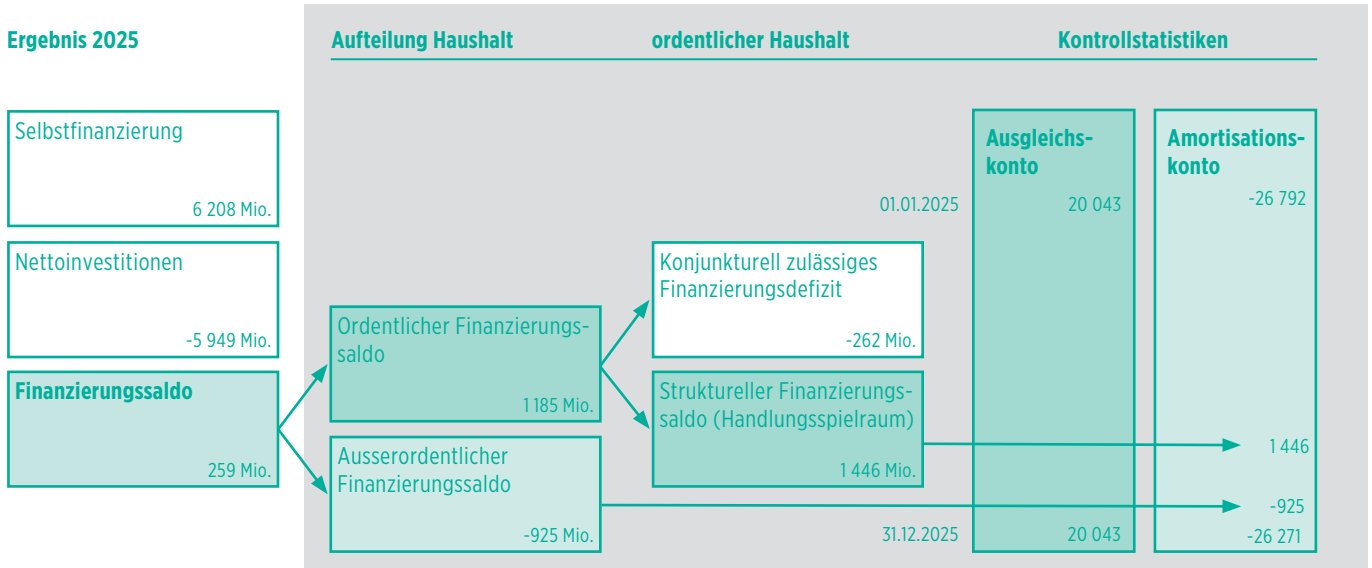 Ergebnis 2025
Aufteilung Haushalt
ordentlicher Haushalt
Kontrollstatistiken
Selbstfinanzierung
6 208 Mio.
Nettoinvestitionen
-5 949 Mio.
Finanzierungssaldo
259 Mio.
Ordentlicher Finanzierungs-
saldo
1 185 Mio.
Ausserordentlicher
Finanzierungssaldo
-925 Mio.
Konjunkturell zulässiges
Finanzierungsdefizit
-262 Mio.
Struktureller Finanzierungs-
saldo (Handlungsspielraum)
1 446 Mio.
01.01.2025
31.12.2025
Ausgleichs-
konto
20 043
20 043
Amortisations-
konto
-26 792
1 446
-925
-26 271